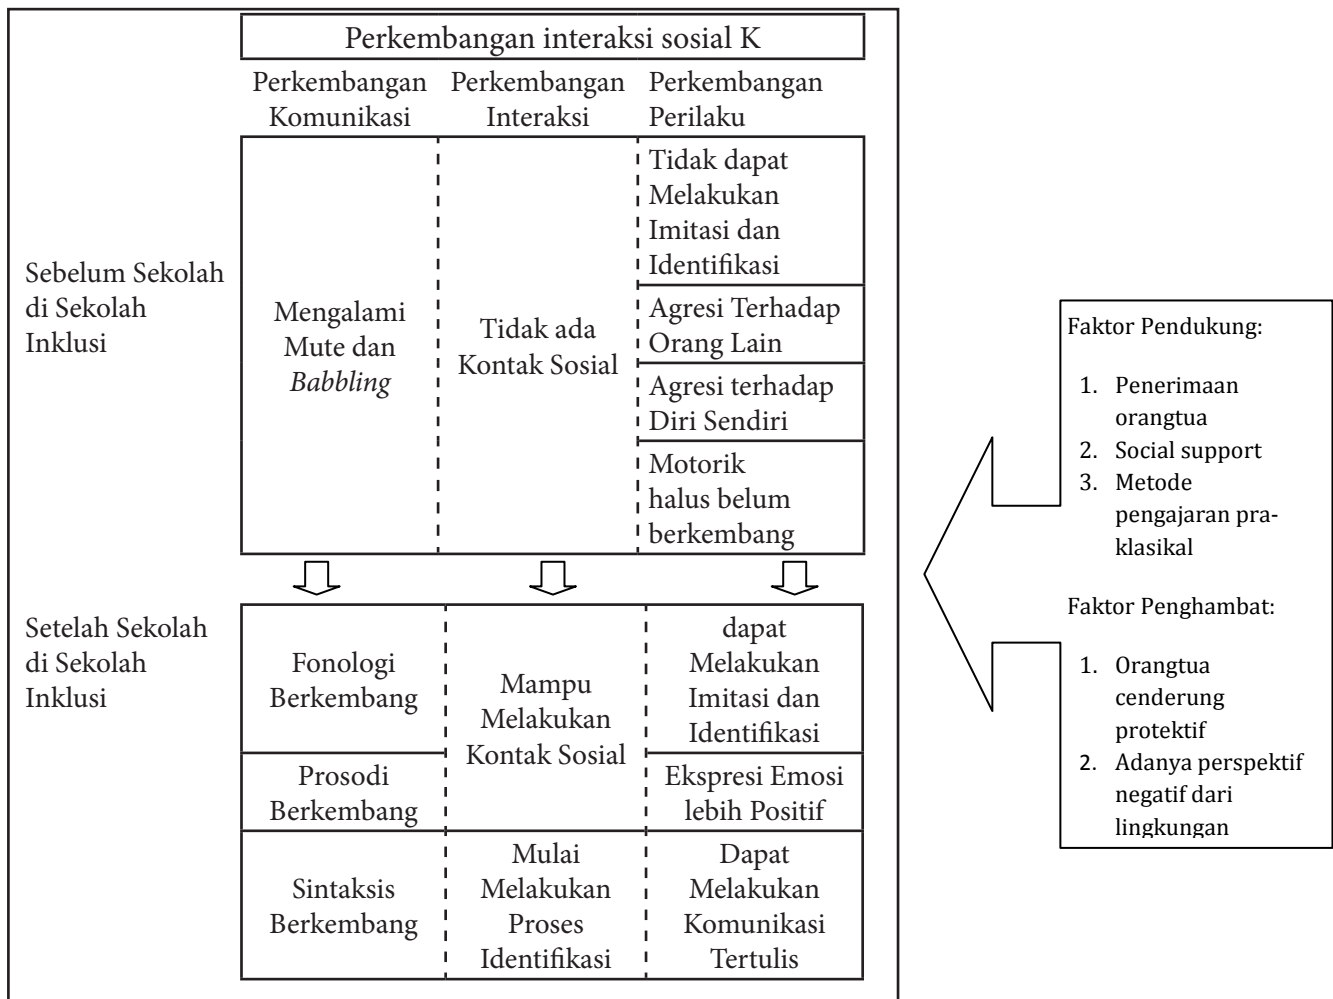 Perkembangan interaksi sosial K
Perkembangan
Komunikasi
Perkembangan
Interaksi
Perkembangan
Perilaku
Sebelum Sekolah
di Sekolah
Inklusi
Mengalami
Mute dan
Babbling
Tidak ada
Kontak Sosial
Tidak dapat
Melakukan
Imitasi dan
Identifikasi
Agresi Terhadap
Orang Lain
Agresi terhadap
Diri Sendiri
Motorik
halus belum
berkembang
Setelah Sekolah
di Sekolah
Inklusi
Fonologi
Berkembang
Prosodi
Berkembang
Sintaksis
Berkembang
Mampu
Melakukan
Kontak Sosial
Mulai
Melakukan
Proses
Identifikasi
dapat
Melakukan
Imitasi dan
Identifikasi
Ekspresi Emosi
lebih Positif
Dapat
Melakukan
Komunikasi
Tertulis
Faktor Pendukung:
1. Penerimaan
orangtua
2. Social support
3. Metode
pengajaran pra-
klasikal
Faktor Penghambat:
1. Orangtua
cenderung
protektif
2. Adanya perspektif
negatif dari
lingkungan